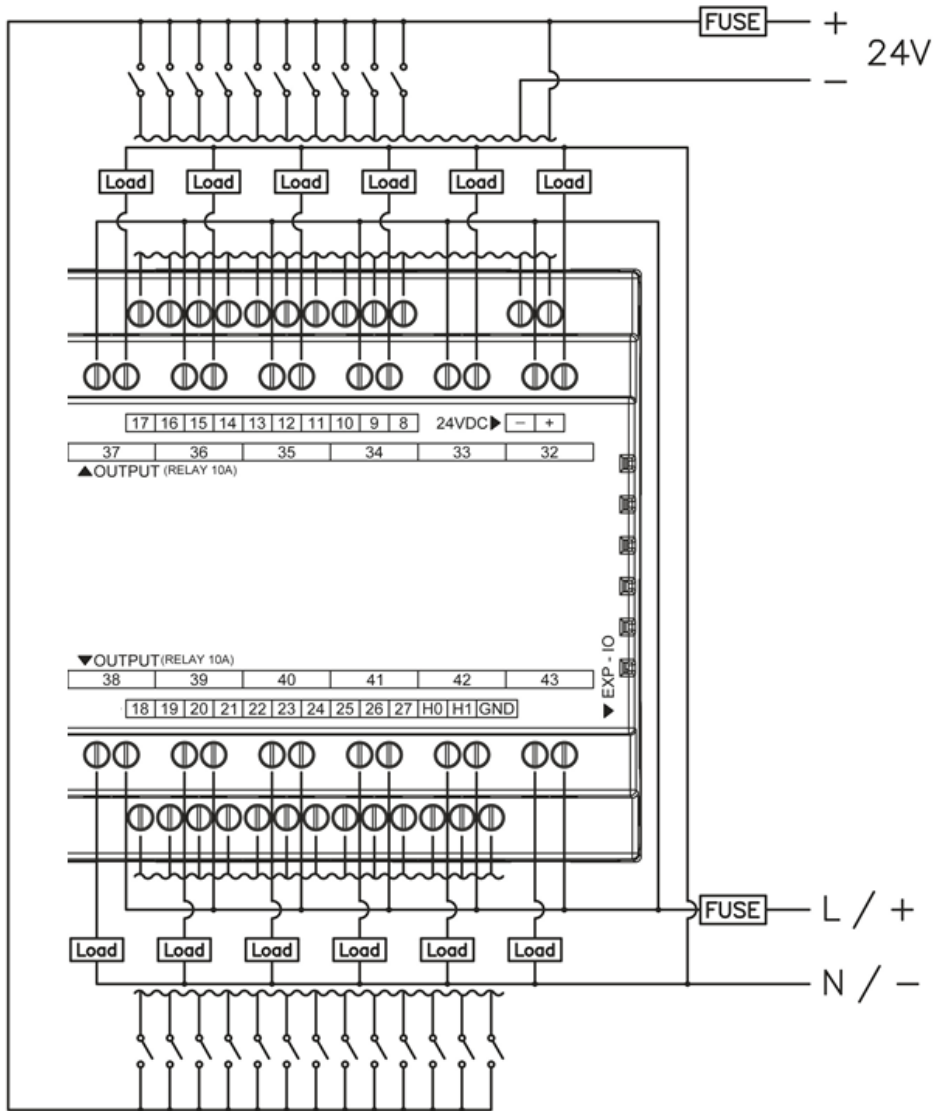 FUSE +
24V
−
Load Load Load Load Load Load
17 16 15 14 13 12 11 10 9 8 24VDC▶ − +
37 36 35 34 33 32
▲OUTPUT (RELAY 10A)
▼OUTPUT (RELAY 10A)
38 39 40 41 42 43
18 19 20 21 22 23 24 25 26 27 H0 H1 GND
▼ EXP - IO
FUSE L / +
Load Load Load Load Load Load
N / −